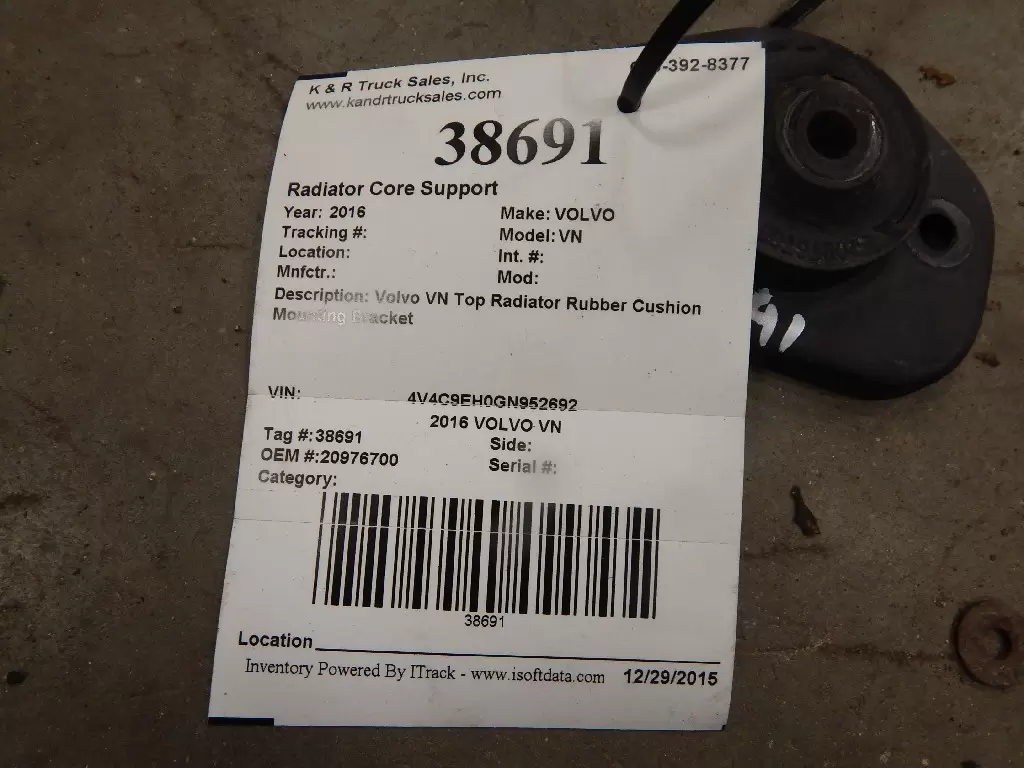 K & R Truck Sales, Inc.
-392-8377
www.kandrtrucksales.com
38691
Radiator Core Support
Year: 2016 Make: VOLVO
Tracking #: Model: VN
Location: Int. #:
Mnfctr.: Mod:
Description: Volvo VN Top Radiator Rubber Cushion
Mounting Bracket
VIN: 4V4C9EH0GN952692
2016 VOLVO VN
Tag #:38691 Side:
OEM #:20976700 Serial #:
Category:
38691
Location
Inventory Powered By ITrack - www.isoftdata.com 12/29/2015